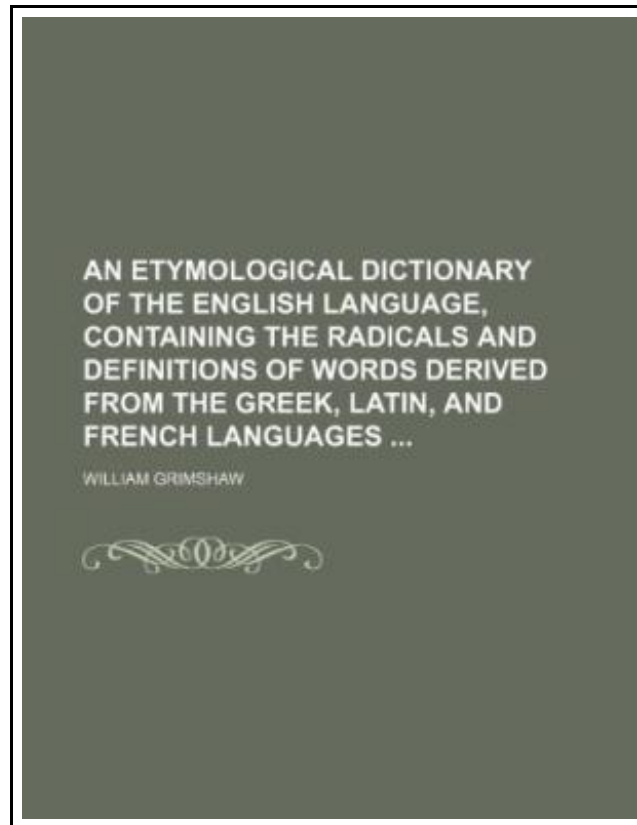 AN ETYMOLOGICAL DICTIONARY
OF THE ENGLISH LANGUAGE,
CONTAINING THE RADICALS AND
DEFINITIONS OF WORDS DERIVED
FROM THE GREEK, LATIN, AND
FRENCH LANGUAGES ...
WILLIAM GRIMSHAW